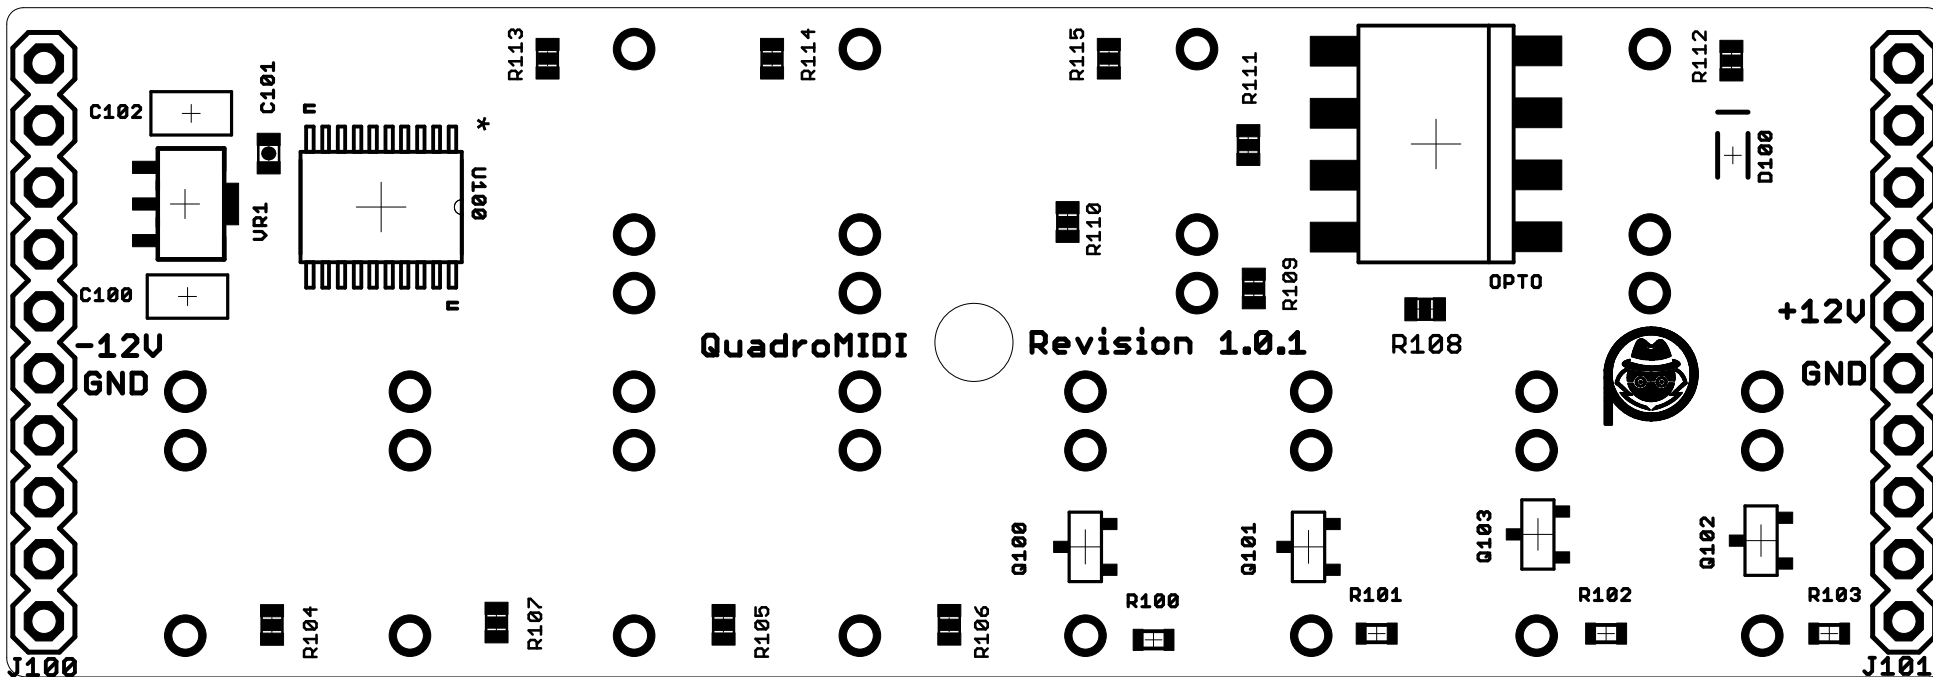 R113
R114
R115
R111
R112
C102
C101
*
U100
D100
VR1
R110
C100
R109
OPTO
-12V
GND
QuadroMIDI
Revision 1.0.1
R108
+12V
GND
Q100
Q101
Q103
Q102
R100
R101
R102
R103
R104
R107
R105
R106
J100
J101